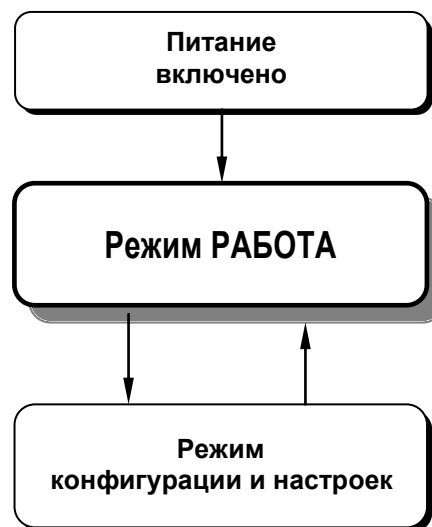 Питание
включено
Режим РАБОТА
Режим
конфигурации и настроек